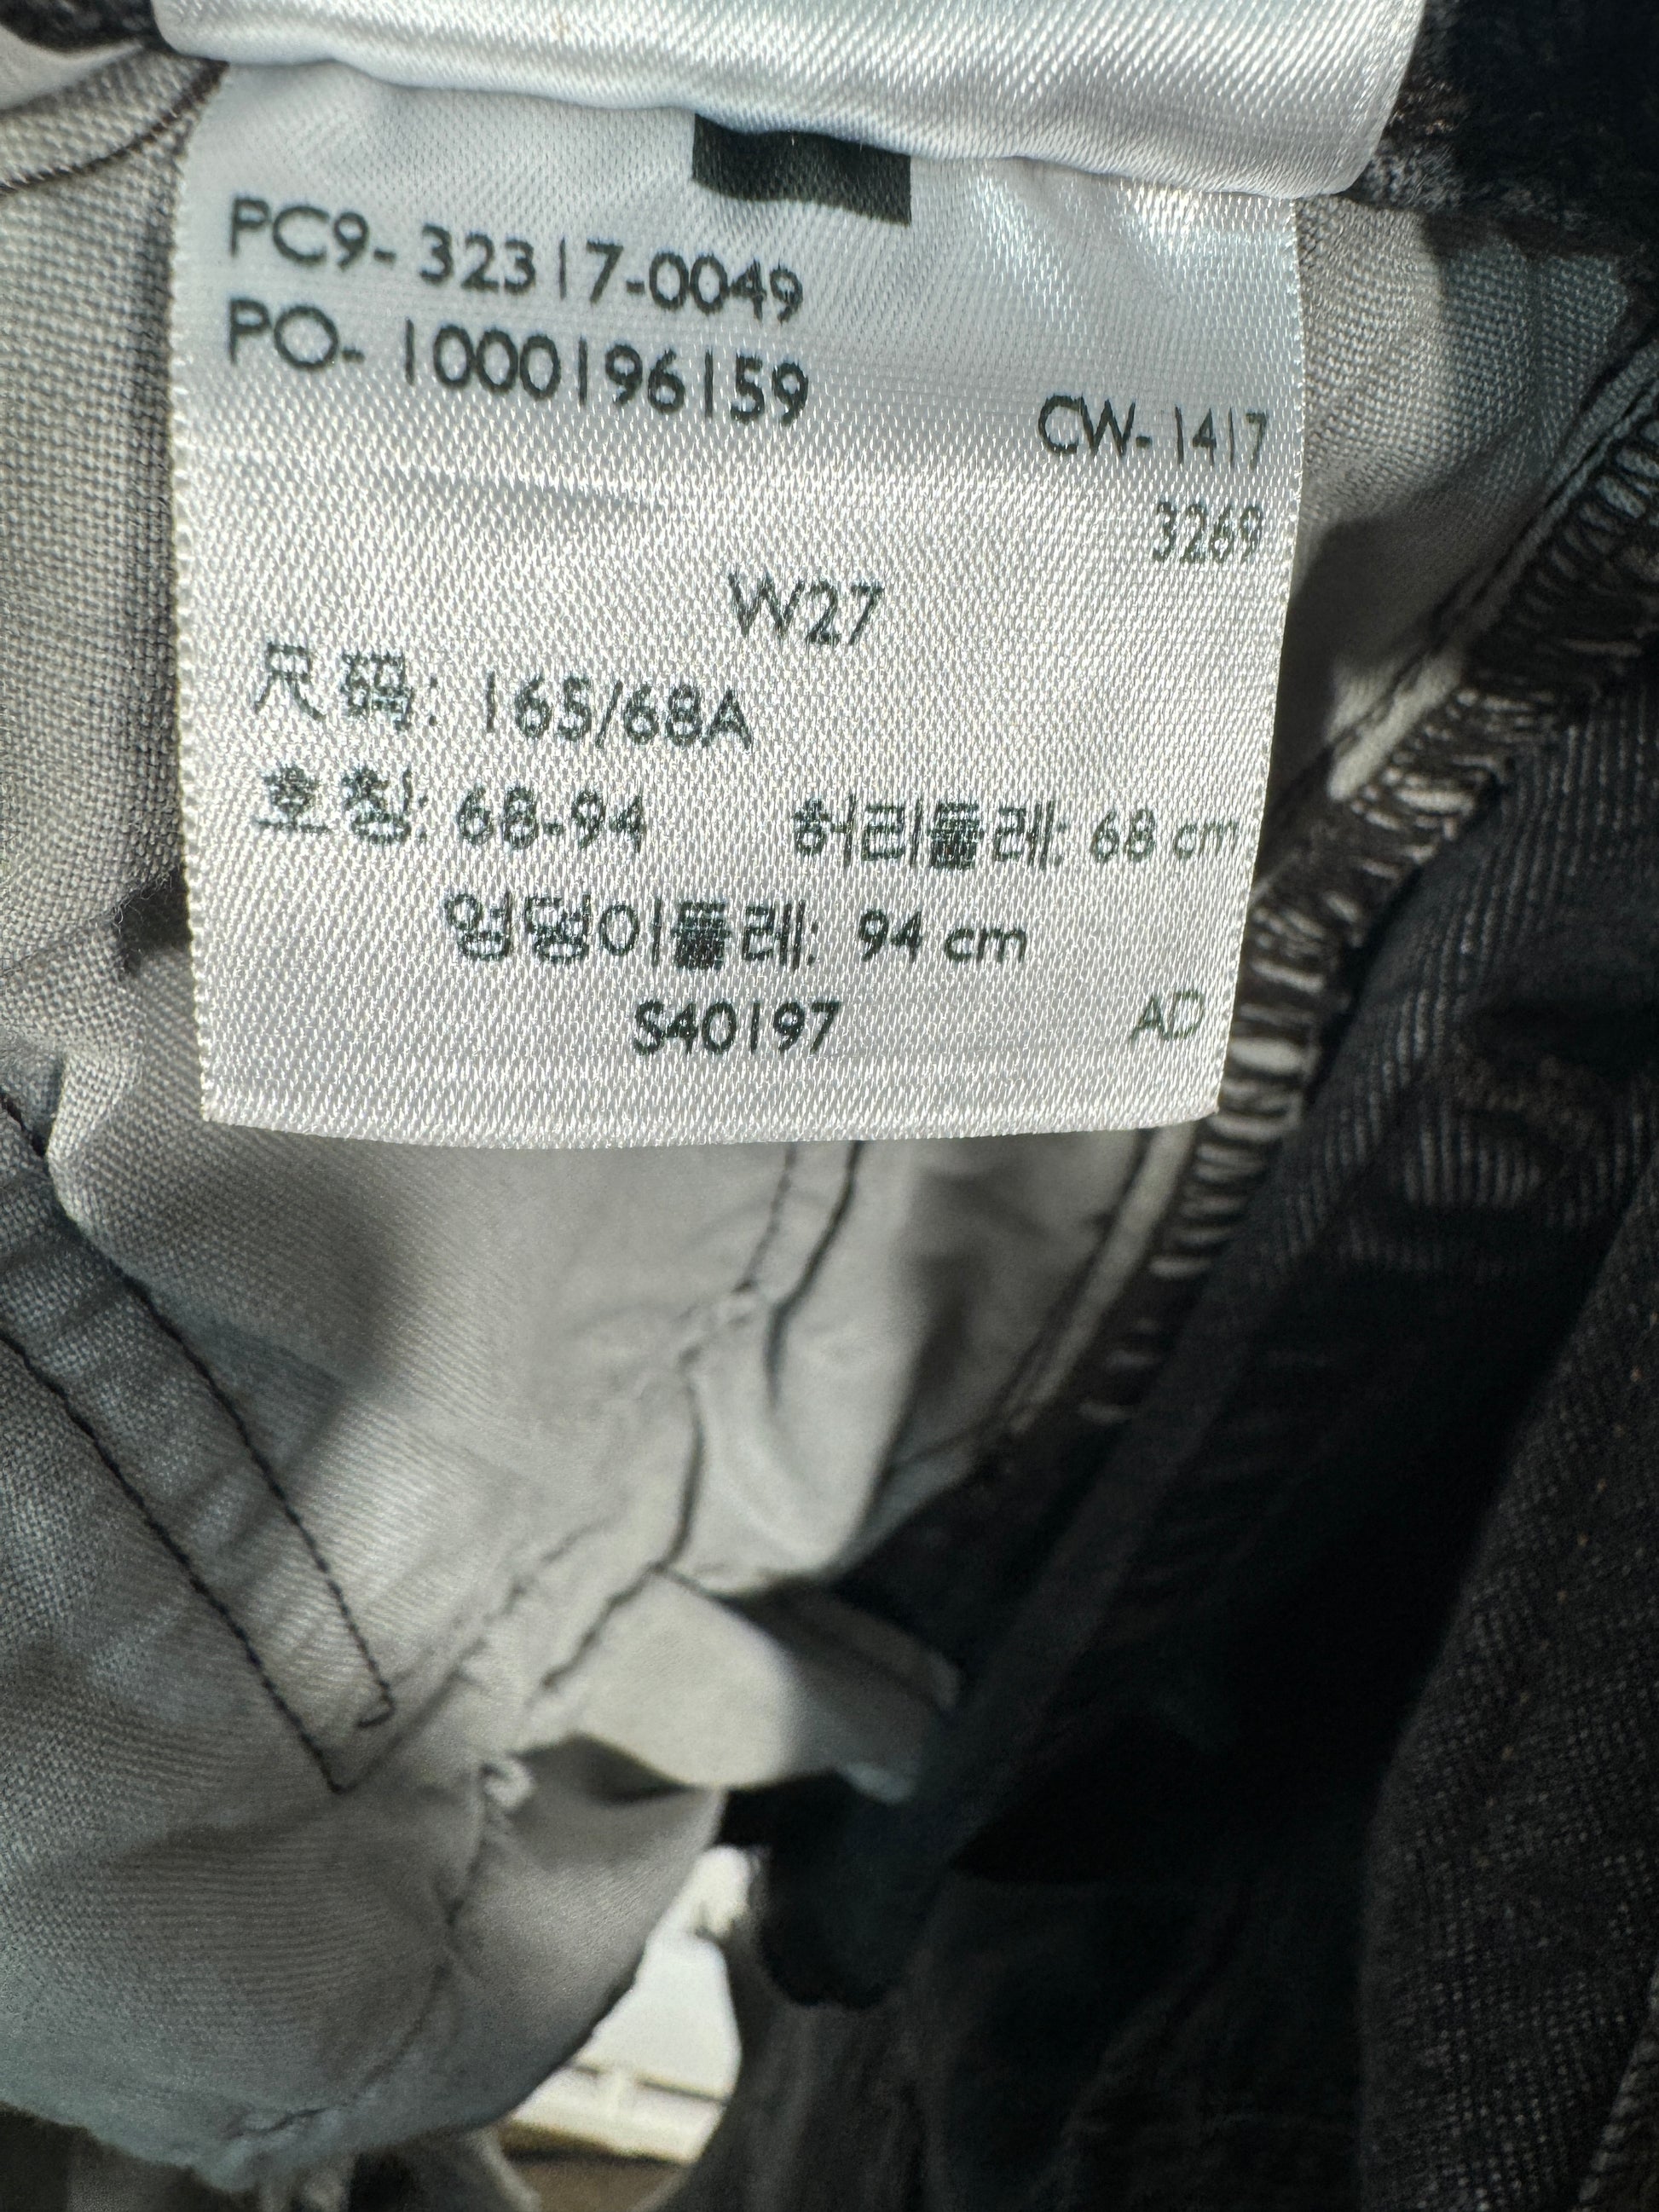 PC9- 32317-0049
PO- 1000196159
CW- 1417
3269
W27
尺码: 165/68A
호칭: 68-94 허리둘레: 68 cm
엉덩이둘레: 94 cm
S40197 AD